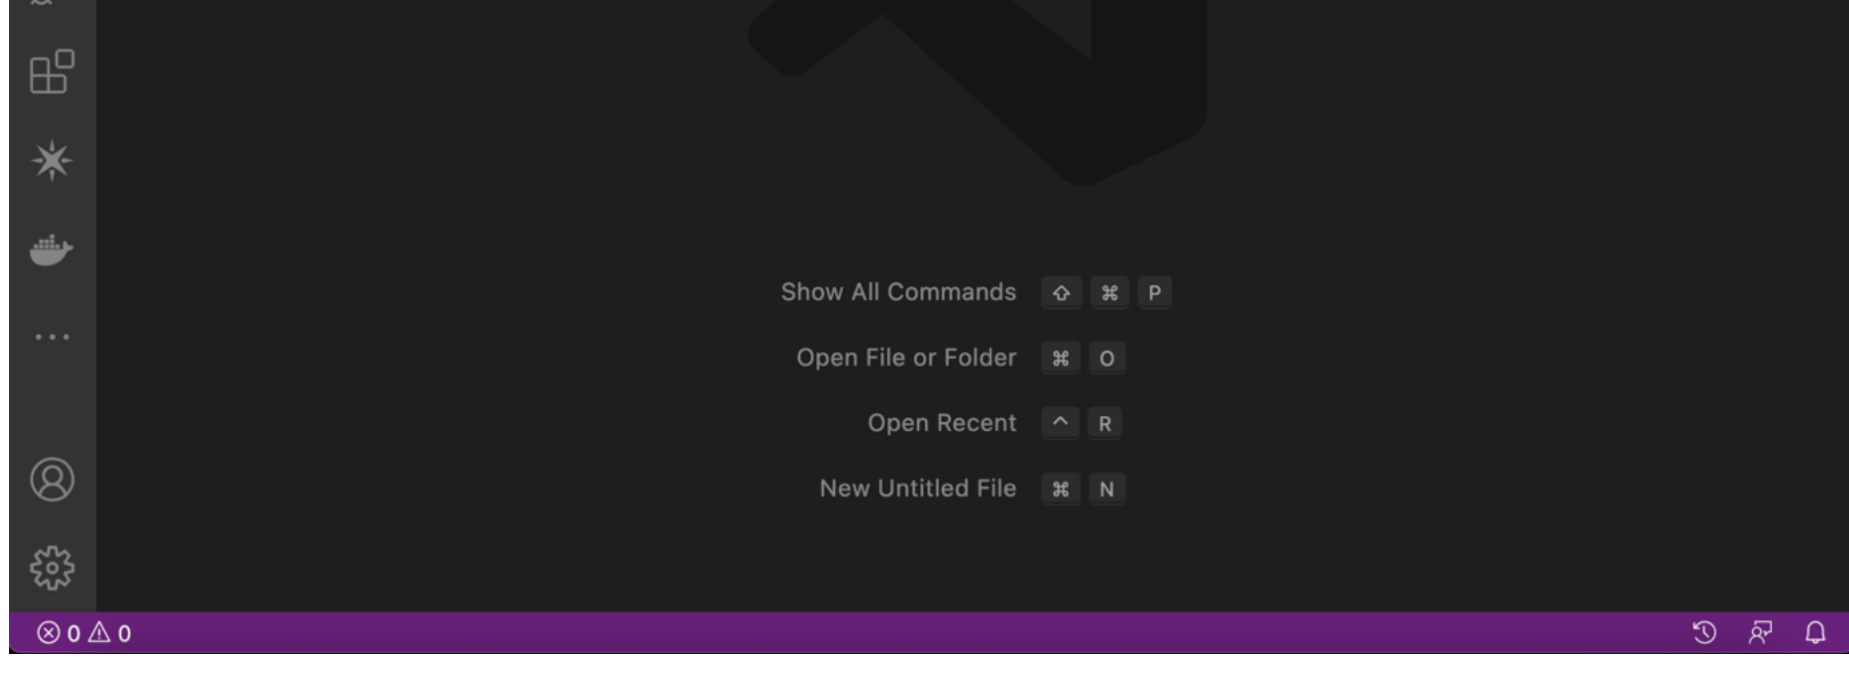 Show All Commands ⇧ ⌘ P
Open File or Folder ⌘ O
Open Recent ^ R
New Untitled File ⌘ N
0 0